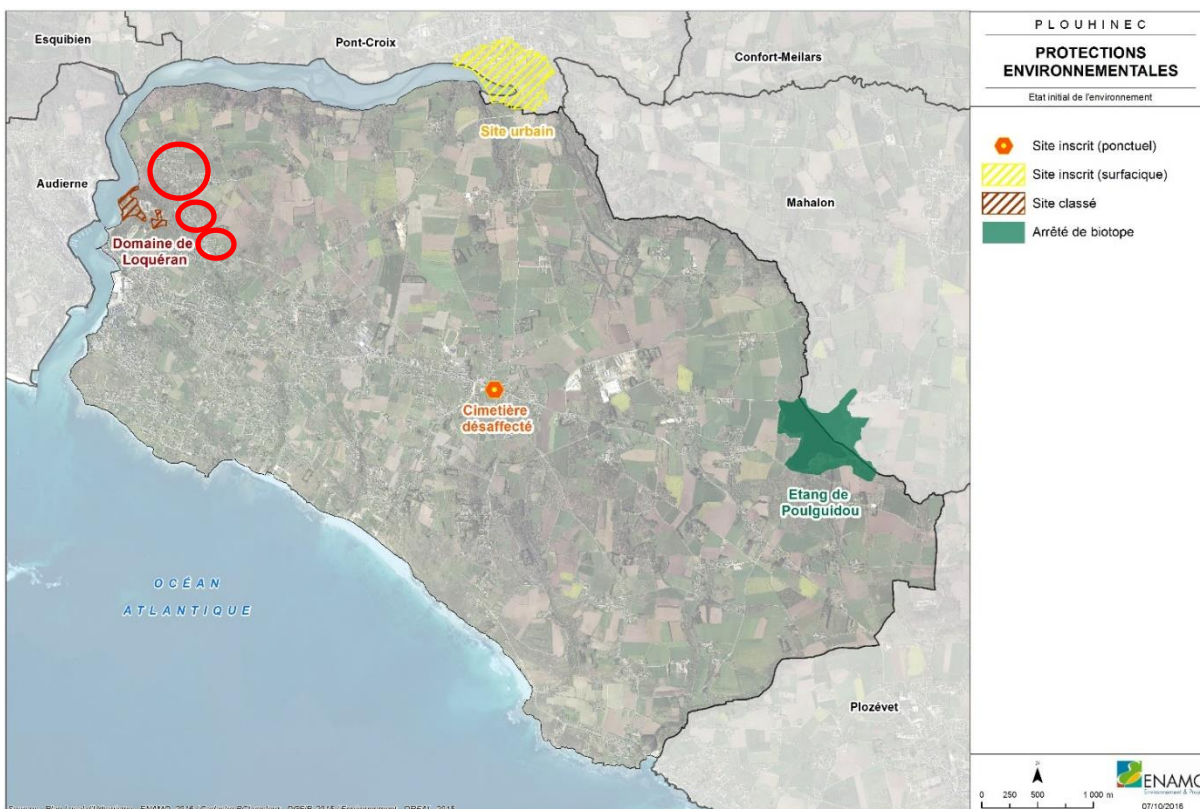 PLOUHINEC
PROTECTIONS
ENVIRONNEMENTALES
Etat initial de l'environnement
Site inscrit (ponctuel)
Site inscrit (surfacique)
Site classé
Arrêté de biotope
Esquibien
Pont-Croix
Confort-Meilars
Site urbain
Audierne
Mahalon
Domaine de
Loquéran
Cimetière
désaffecté
Etang de
Poulguidou
OCÉAN
ATLANTIQUE
Plozévet
0 250 500 1 000 m
ENAMO
07/10/2016